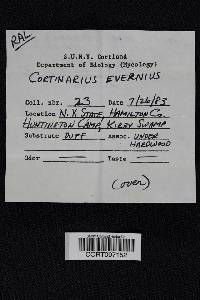 RAL
S.U.N.Y. Cortland
Department of Biology (Mycology)
CORTINARIUS EVERNIUS
Coll. nbr. 23 Date 7/26/83
Location N.Y. STATE, HAMILTON CO.
HUNTINGTON CAMP, KIRBY SWAMP
Substrate DUFF Assoc. UNDER
HARDWOOD
Odor — Taste —
(over)
CORT007152